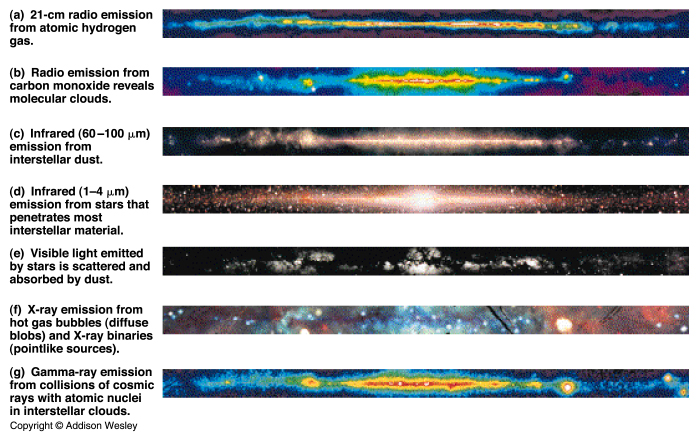 (a) 21-cm radio emission
from atomic hydrogen
gas.
(b) Radio emission from
carbon monoxide reveals
molecular clouds.
(c) Infrared (60–100 μm)
emission from
interstellar dust.
(d) Infrared (1–4 μm)
emission from stars that
penetrates most
interstellar material.
(e) Visible light emitted
by stars is scattered and
absorbed by dust.
(f) X-ray emission from
hot gas bubbles (diffuse
blobs) and X-ray binaries
(pointlike sources).
(g) Gamma-ray emission
from collisions of cosmic
rays with atomic nuclei
in interstellar clouds.
Copyright © Addison Wesley